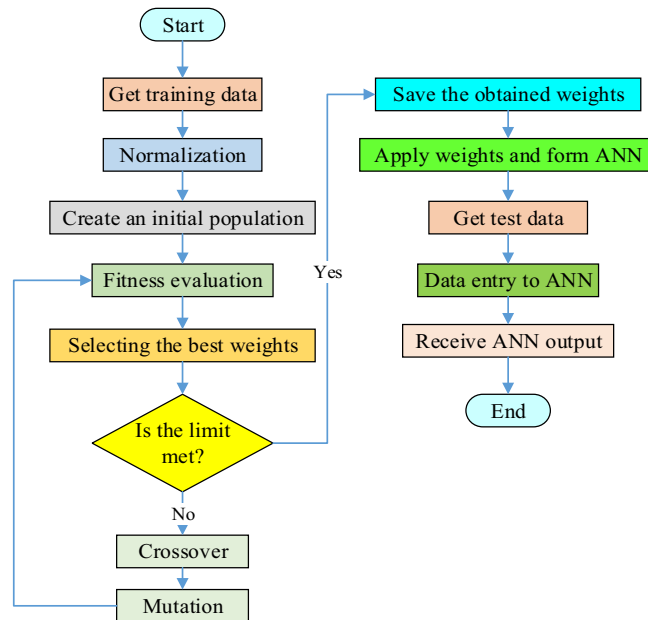 Start
Get training data
Normalization
Create an initial population
Fitness evaluation
Selecting the best weights
Is the limit
met?
No
Crossover
Mutation
Yes
Save the obtained weights
Apply weights and form ANN
Get test data
Data entry to ANN
Receive ANN output
End